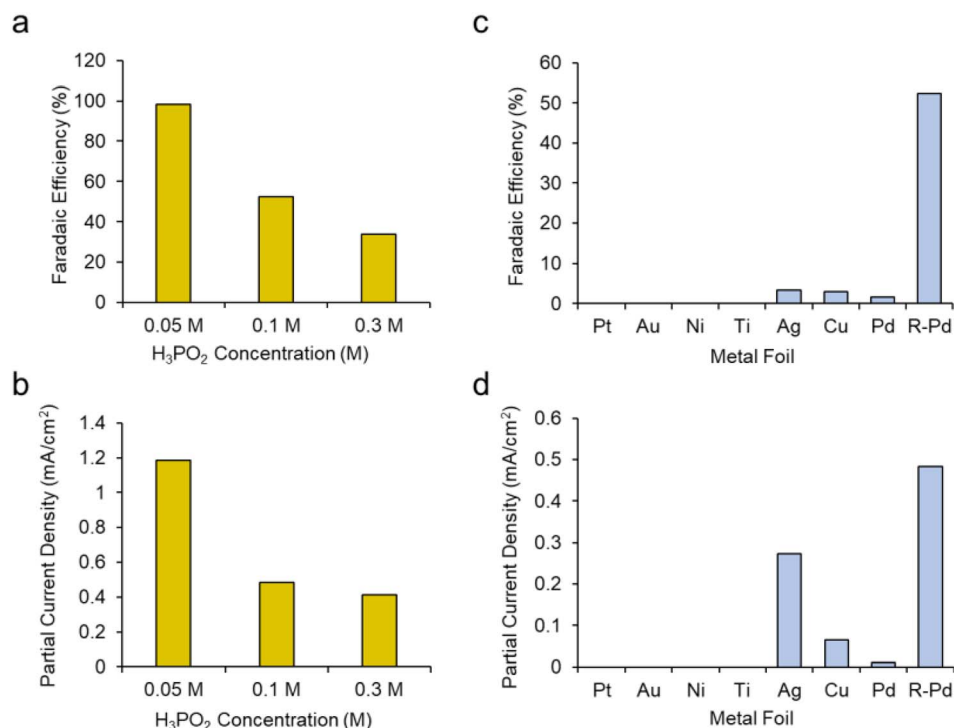 a
120
100
80
60
40
20
0
Faradaic Efficiency (%)
0.05 M 0.1 M 0.3 M
H₃PO₂ Concentration (M)
b
1.4
1.2
1
0.8
0.6
0.4
0.2
0
Partial Current Density (mA/cm²)
0.05 M 0.1 M 0.3 M
H₃PO₂ Concentration (M)
c
60
50
40
30
20
10
0
Faradaic Efficiency (%)
Pt Au Ni Ti Ag Cu Pd R-Pd
Metal Foil
d
0.6
0.5
0.4
0.3
0.2
0.1
0
Partial Current Density (mA/cm²)
Pt Au Ni Ti Ag Cu Pd R-Pd
Metal Foil